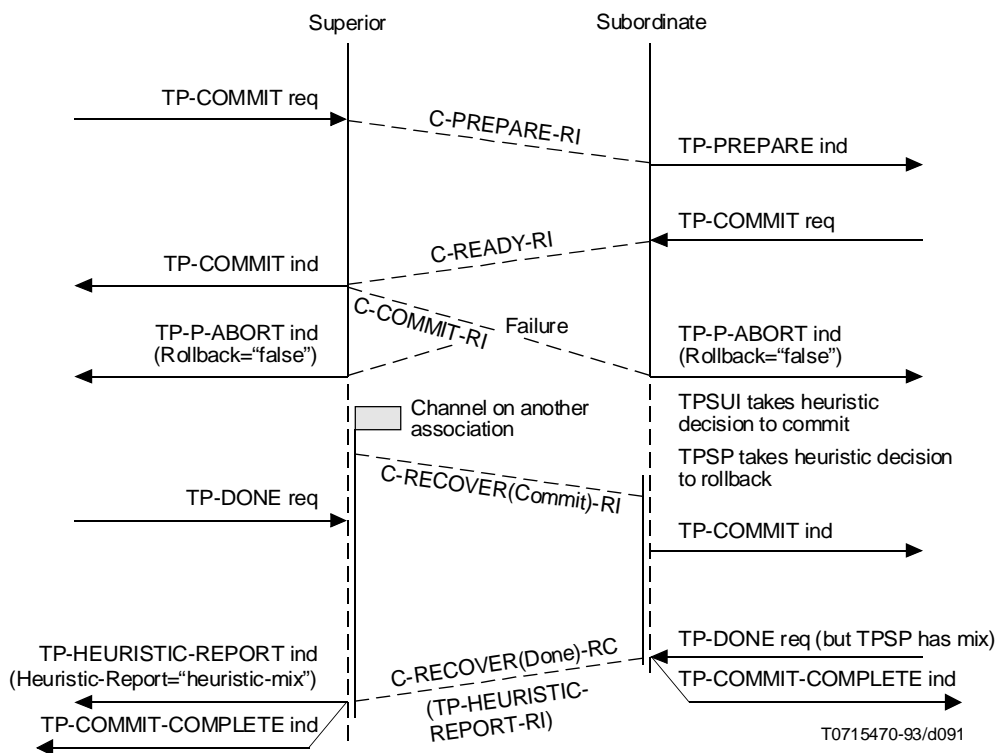 Superior
Subordinate
TP-COMMIT req
C-PREPARE-RI
TP-PREPARE ind
TP-COMMIT req
C-READY-RI
TP-COMMIT ind
C-COMMIT-RI
Failure
TP-P-ABORT ind
(Rollback=“false”)
TP-P-ABORT ind
(Rollback=“false”)
Channel on another
association
TPSUI takes heuristic
decision to commit
TPSP takes heuristic decision
to rollback
C-RECOVER(Commit)-RI
TP-DONE req
TP-COMMIT ind
TP-HEURISTIC-REPORT ind
(Heuristic-Report=“heuristic-mix”)
C-RECOVER(Done)-RC
(TP-HEURISTIC-
REPORT-RI)
TP-DONE req (but TPSP has mix)
TP-COMMIT-COMPLETE ind
TP-COMMIT-COMPLETE ind
T0715470-93/d091